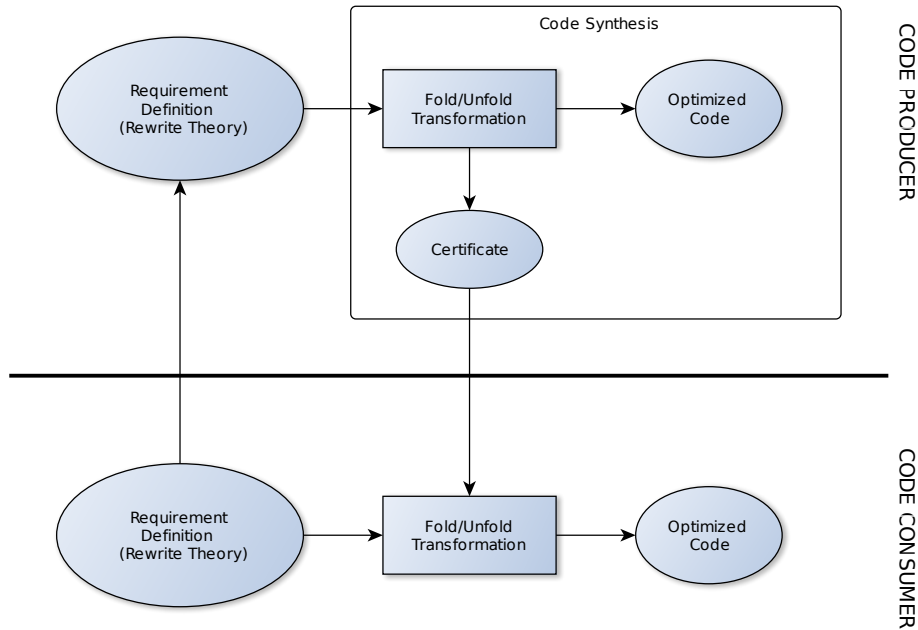 Code Synthesis
Requirement
Definition
(Rewrite Theory)
Fold/Unfold
Transformation
Optimized
Code
Certificate
CODE PRODUCER
Requirement
Definition
(Rewrite Theory)
Fold/Unfold
Transformation
Optimized
Code
CODE CONSUMER